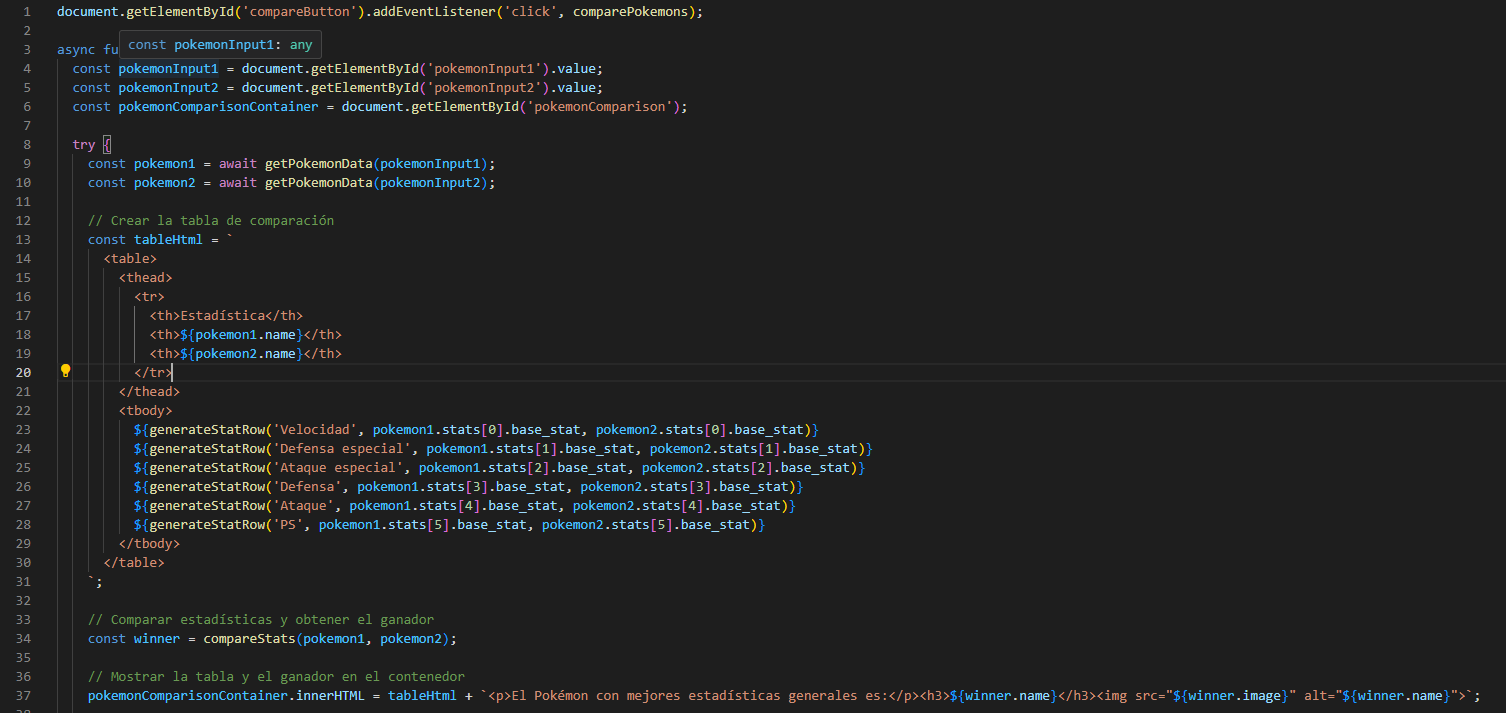 1 document.getElementById('compareButton').addEventListener('click', comparePokemons);
2
const pokemonInput1: any
3 async fu
4 const pokemonInput1 = document.getElementById('pokemonInput1').value;
5 const pokemonInput2 = document.getElementById('pokemonInput2').value;
6 const pokemonComparisonContainer = document.getElementById('pokemonComparison');
7
8 try {
9 const pokemon1 = await getPokemonData(pokemonInput1);
10 const pokemon2 = await getPokemonData(pokemonInput2);
11
12 // Crear la tabla de comparación
13 const tableHtml = `
14 <table>
15 <thead>
16 <tr>
17 <th>Estadística</th>
18 <th>${pokemon1.name}</th>
19 <th>${pokemon2.name}</th>
20 </tr>
21 </thead>
22 <tbody>
23 ${generateStatRow('Velocidad', pokemon1.stats[0].base_stat, pokemon2.stats[0].base_stat)}
24 ${generateStatRow('Defensa especial', pokemon1.stats[1].base_stat, pokemon2.stats[1].base_stat)}
25 ${generateStatRow('Ataque especial', pokemon1.stats[2].base_stat, pokemon2.stats[2].base_stat)}
26 ${generateStatRow('Defensa', pokemon1.stats[3].base_stat, pokemon2.stats[3].base_stat)}
27 ${generateStatRow('Ataque', pokemon1.stats[4].base_stat, pokemon2.stats[4].base_stat)}
28 ${generateStatRow('PS', pokemon1.stats[5].base_stat, pokemon2.stats[5].base_stat)}
29 </tbody>
30 </table>
31 `;
32
33 // Comparar estadísticas y obtener el ganador
34 const winner = compareStats(pokemon1, pokemon2);
35
36 // Mostrar la tabla y el ganador en el contenedor
37 pokemonComparisonContainer.innerHTML = tableHtml + `<p>El Pokémon con mejores estadísticas generales es:</p><h3>${winner.name}</h3><img src="${winner.image}" alt="${winner.name}">`;